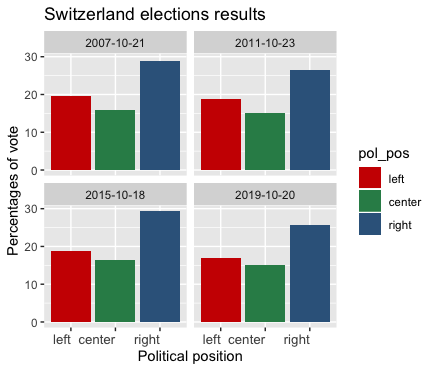 Switzerland elections results
2007-10-21
2011-10-23
30
20
10
0
2015-10-18
2019-10-20
30
20
10
0
left center right
left center right
Political position
Percentages of vote
pol_pos
left
center
right